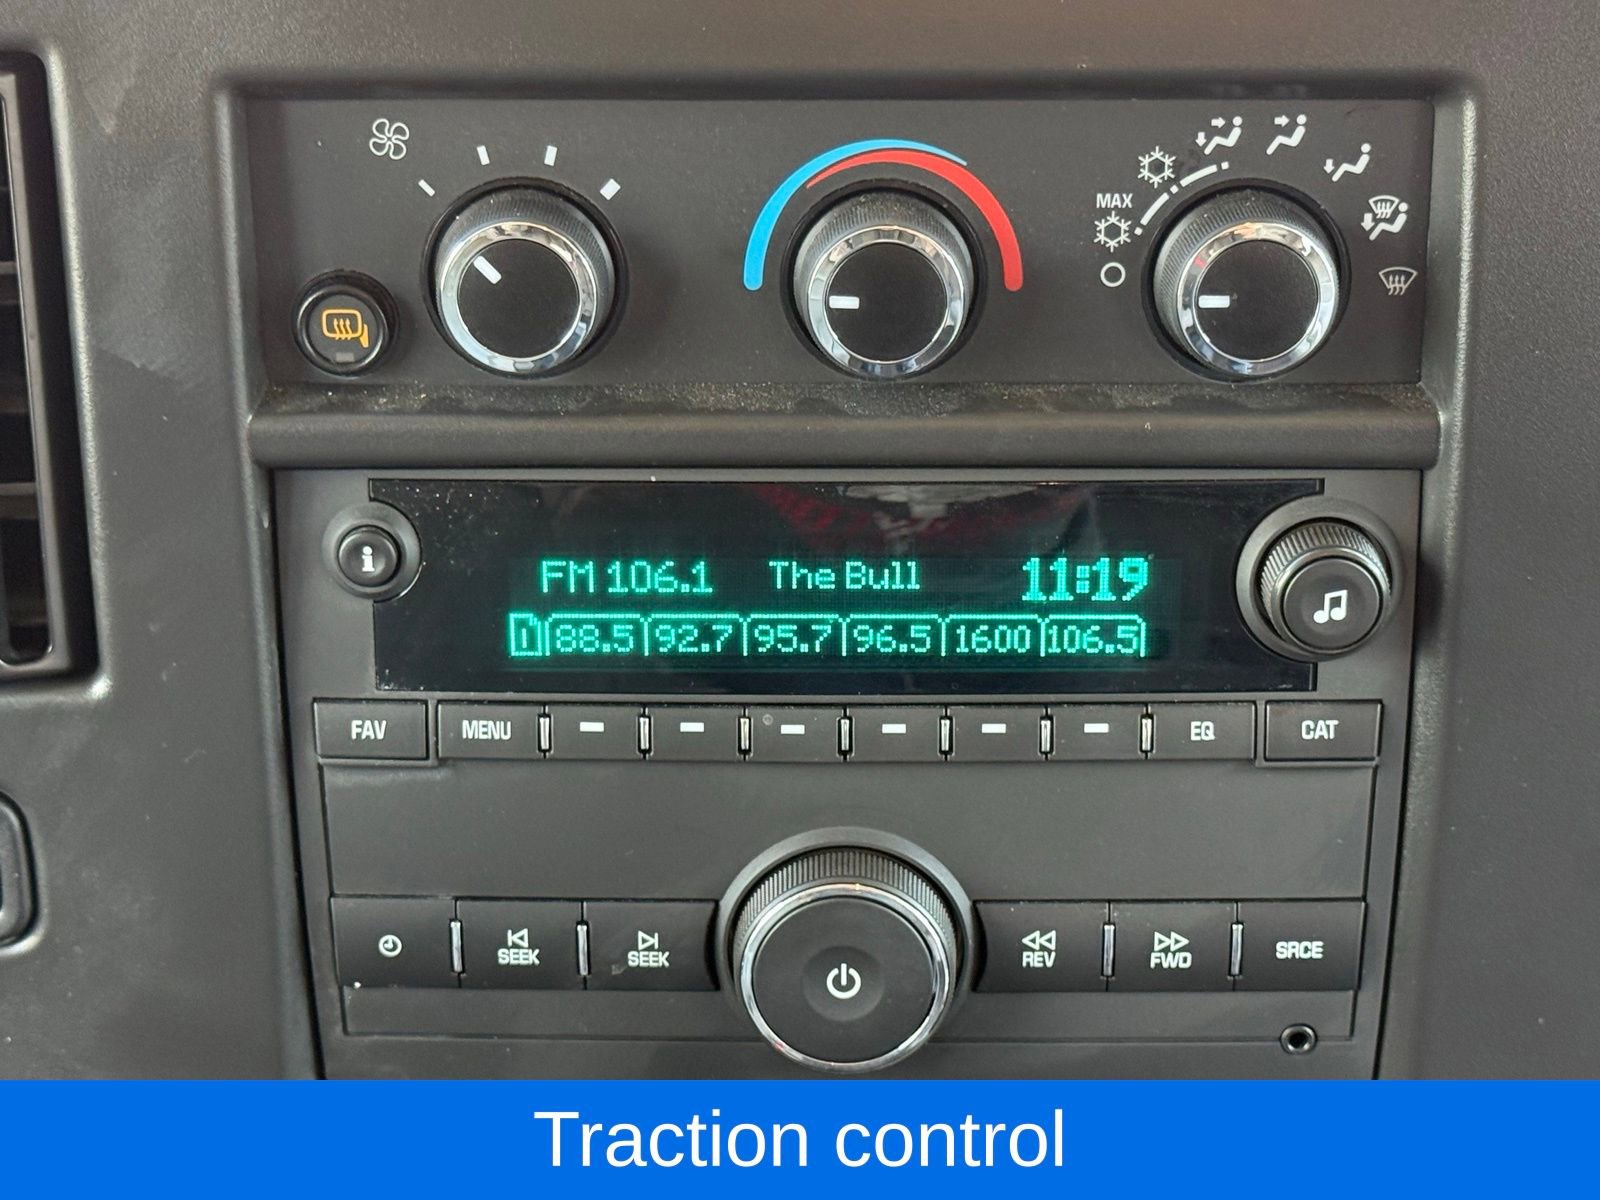 MAX
i
FM 106.1 The Bull 11:19
1 88.5 92.7 95.7 96.5 1600 106.5
FAV MENU EQ CAT
SEEK SEEK REV FWD SRCE
Traction control